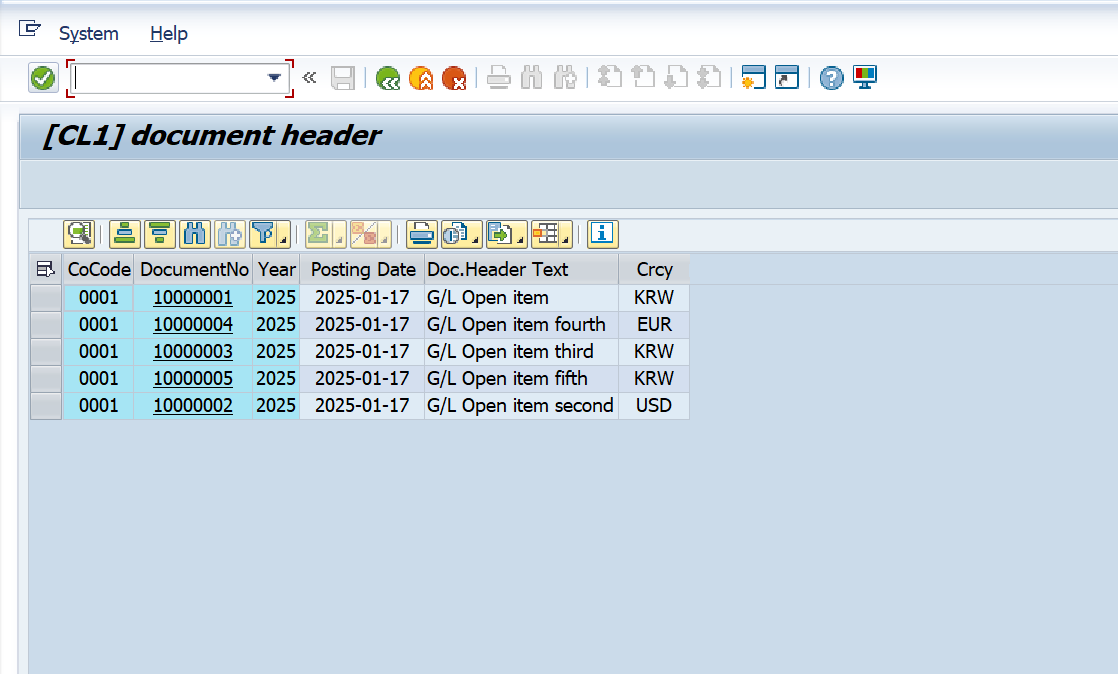 System Help
[CL1] document header
CoCode DocumentNo Year Posting Date Doc.Header Text Crcy
0001 10000001 2025 2025-01-17 G/L Open item KRW
0001 10000004 2025 2025-01-17 G/L Open item fourth EUR
0001 10000003 2025 2025-01-17 G/L Open item third KRW
0001 10000005 2025 2025-01-17 G/L Open item fifth KRW
0001 10000002 2025 2025-01-17 G/L Open item second USD